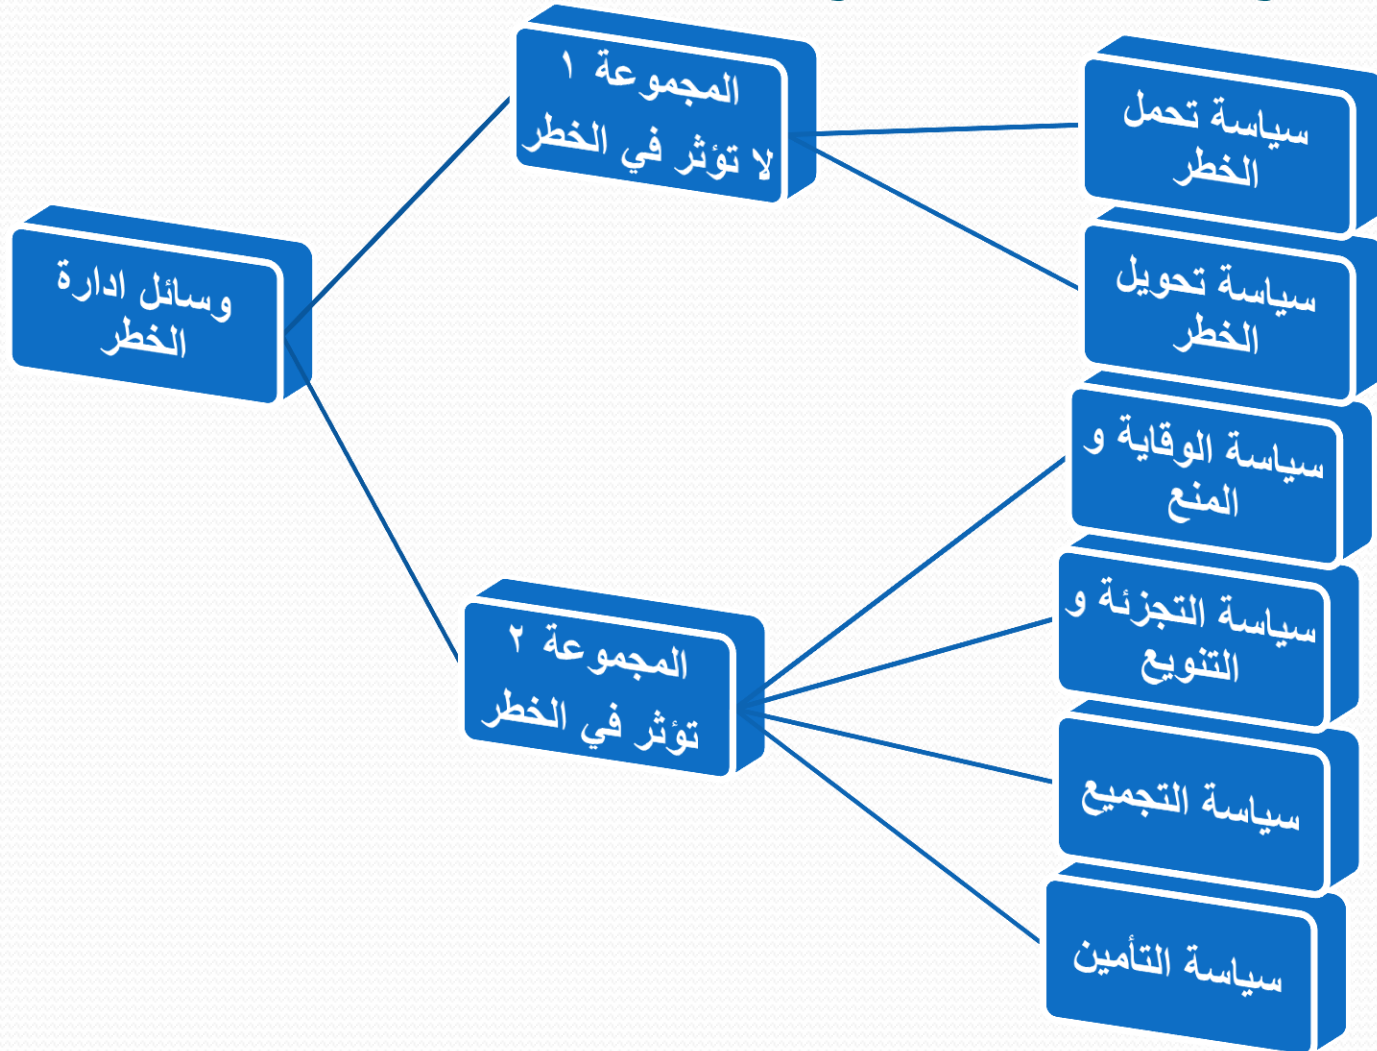 وسائل ادارة
الخطر
المجموعة ١
لا تؤثر في الخطر
سياسة تحمل
الخطر
سياسة تحويل
الخطر
المجموعة ٢
تؤثر في الخطر
سياسة الوقاية و
المنع
سياسة التجزئة و
التنويع
سياسة التجميع
سياسة التأمين